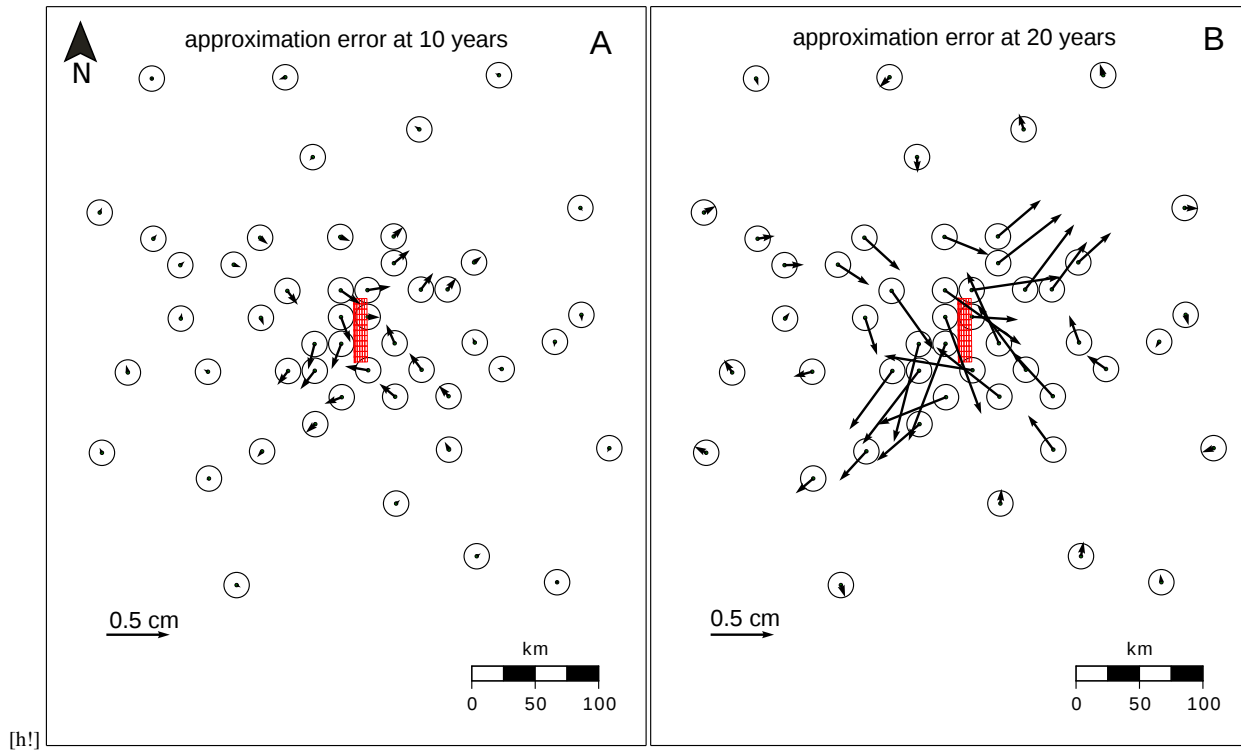 approximation error at 10 years
A
N
0.5 cm
km
0 50 100
approximation error at 20 years
B
0.5 cm
km
0 50 100
[h!]